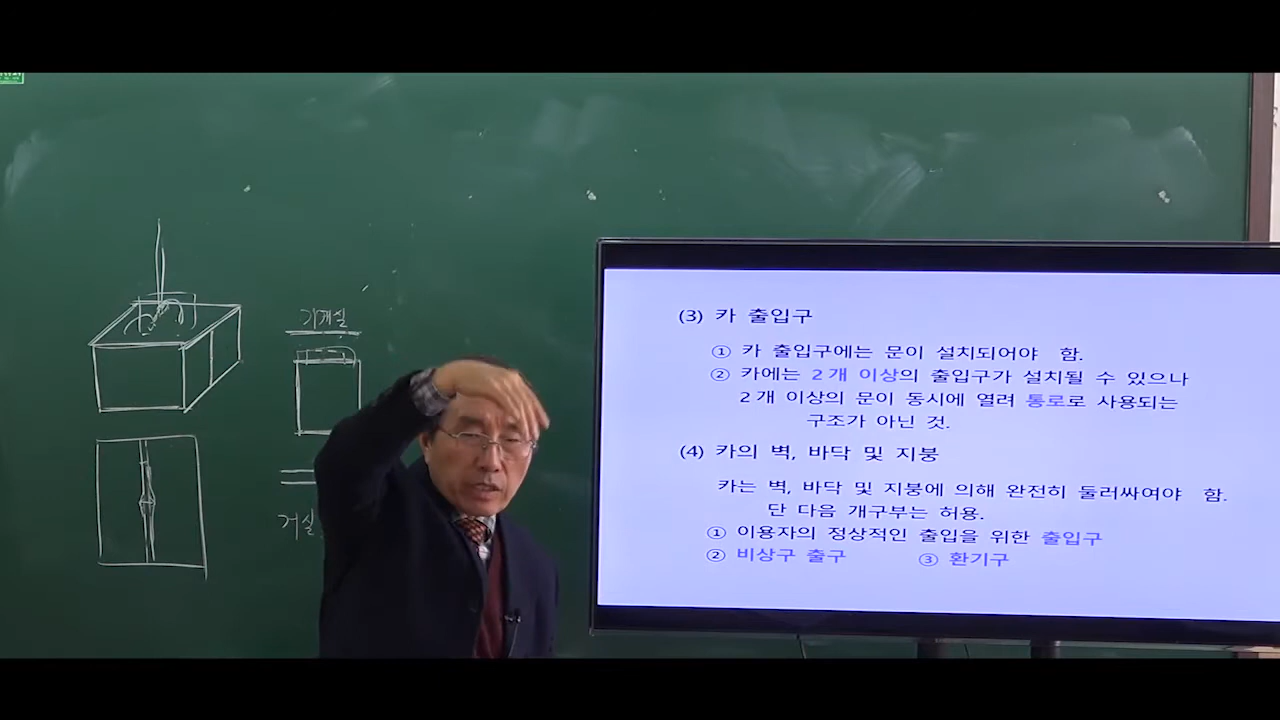 기계실
거실
(3) 카 출입구
① 카 출입구에는 문이 설치되어야 함.
② 카에는 2개 이상의 출입구가 설치될 수 있으나
2개 이상의 문이 동시에 열려 통로로 사용되는
구조가 아닌 것.
(4) 카의 벽, 바닥 및 지붕
카는 벽, 바닥 및 지붕에 의해 완전히 둘러싸여야 함.
단 다음 개구부는 허용.
① 이용자의 정상적인 출입을 위한 출입구
② 비상구 출구 ③ 환기구